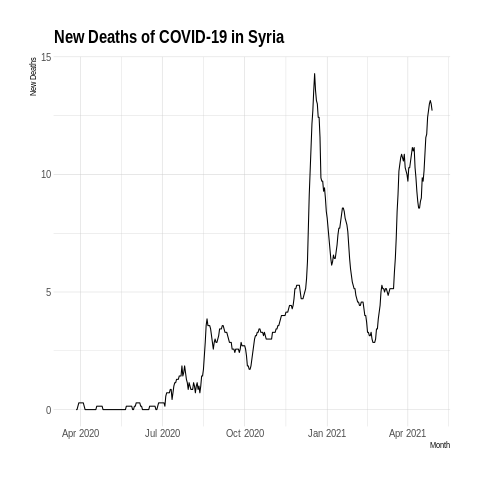 New Deaths of COVID-19 in Syria
New Deaths
15
10
5
0
Apr 2020
Jul 2020
Oct 2020
Jan 2021
Apr 2021
Month